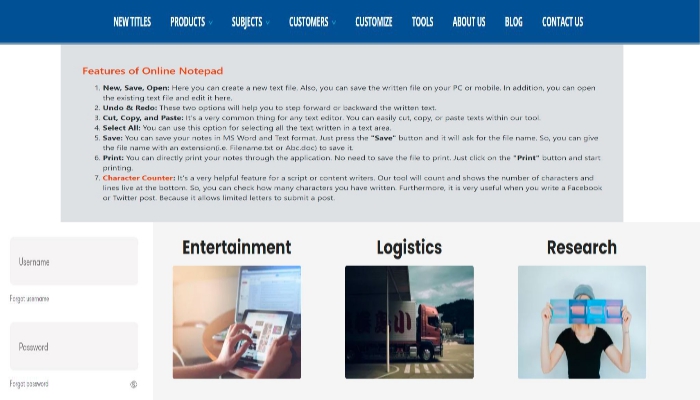 NEW TITLES PRODUCTS SUBJECTS CUSTOMERS CUSTOMIZE TOOLS ABOUT US BLOG CONTACT US
Features of Online Notepad
1. New, Save, Open: Here you can create a new text file. Also, you can save the written file on your PC or mobile. In addition, you can open
the existing text file and edit it here.
2. Undo & Redo: These two options will help you to step forward or backward the written text.
3. Cut, Copy, and Paste: It's a very common thing for any text editor. You can easily cut, copy, or paste texts within our tool.
4. Select All: You can use this option for selecting all the text written in a text area.
5. Save: You can save your notes in MS Word and Text Format. Just press the "Save" button and it will ask for the file name. So, you can give
the file name with an extension(i.e. Filename.txt or Abc.doc) to save it.
6. Print: You can directly print your notes through the application. No need to save the file to print. Just click on the "Print" button and start
printing.
7. Character Counter: It's a very helpful feature for a script or content writers. Our tool will count and shows the number of characters and
lines live at the bottom. So, you can check how many characters you have written. Furthermore, it is very useful when you write a Facebook
or Twitter post. Because it allows limited letters to submit a post.
Entertainment Logistics Research
Username
Forgot username
Password
Forgot password